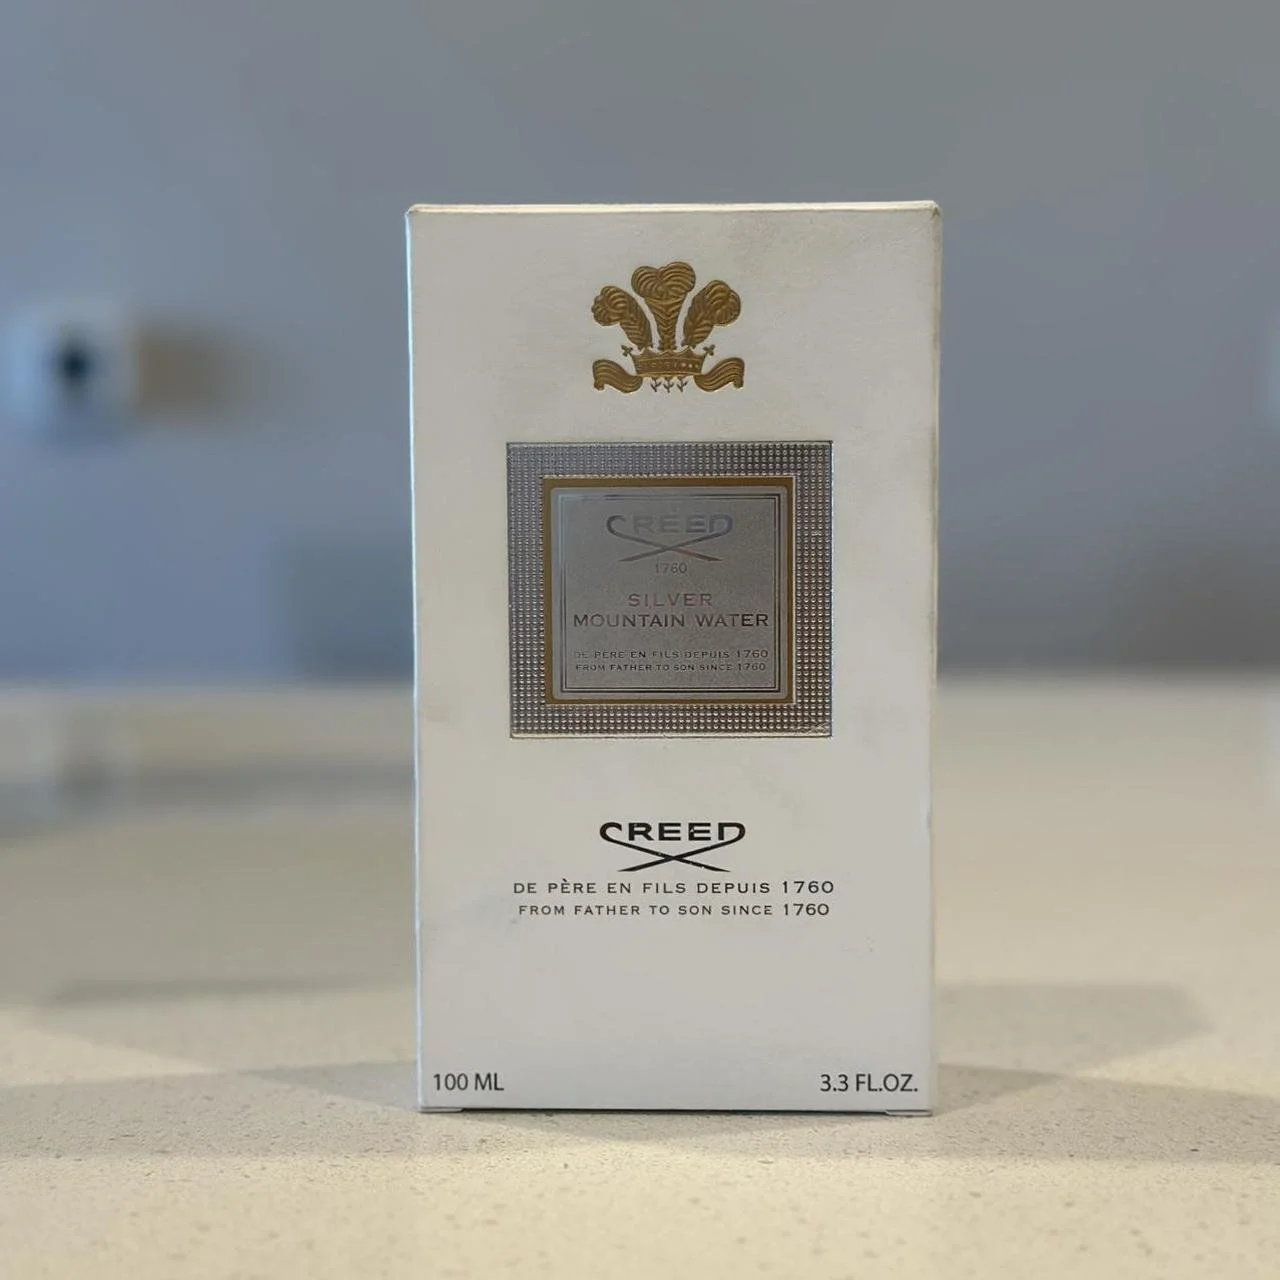 CREED
1760
SILVER
MOUNTAIN WATER
DE PÈRE EN FILS DEPUIS 1760
FROM FATHER TO SON SINCE 1760
CREED
DE PÈRE EN FILS DEPUIS 1760
FROM FATHER TO SON SINCE 1760
100 ML
3.3 FL.OZ.